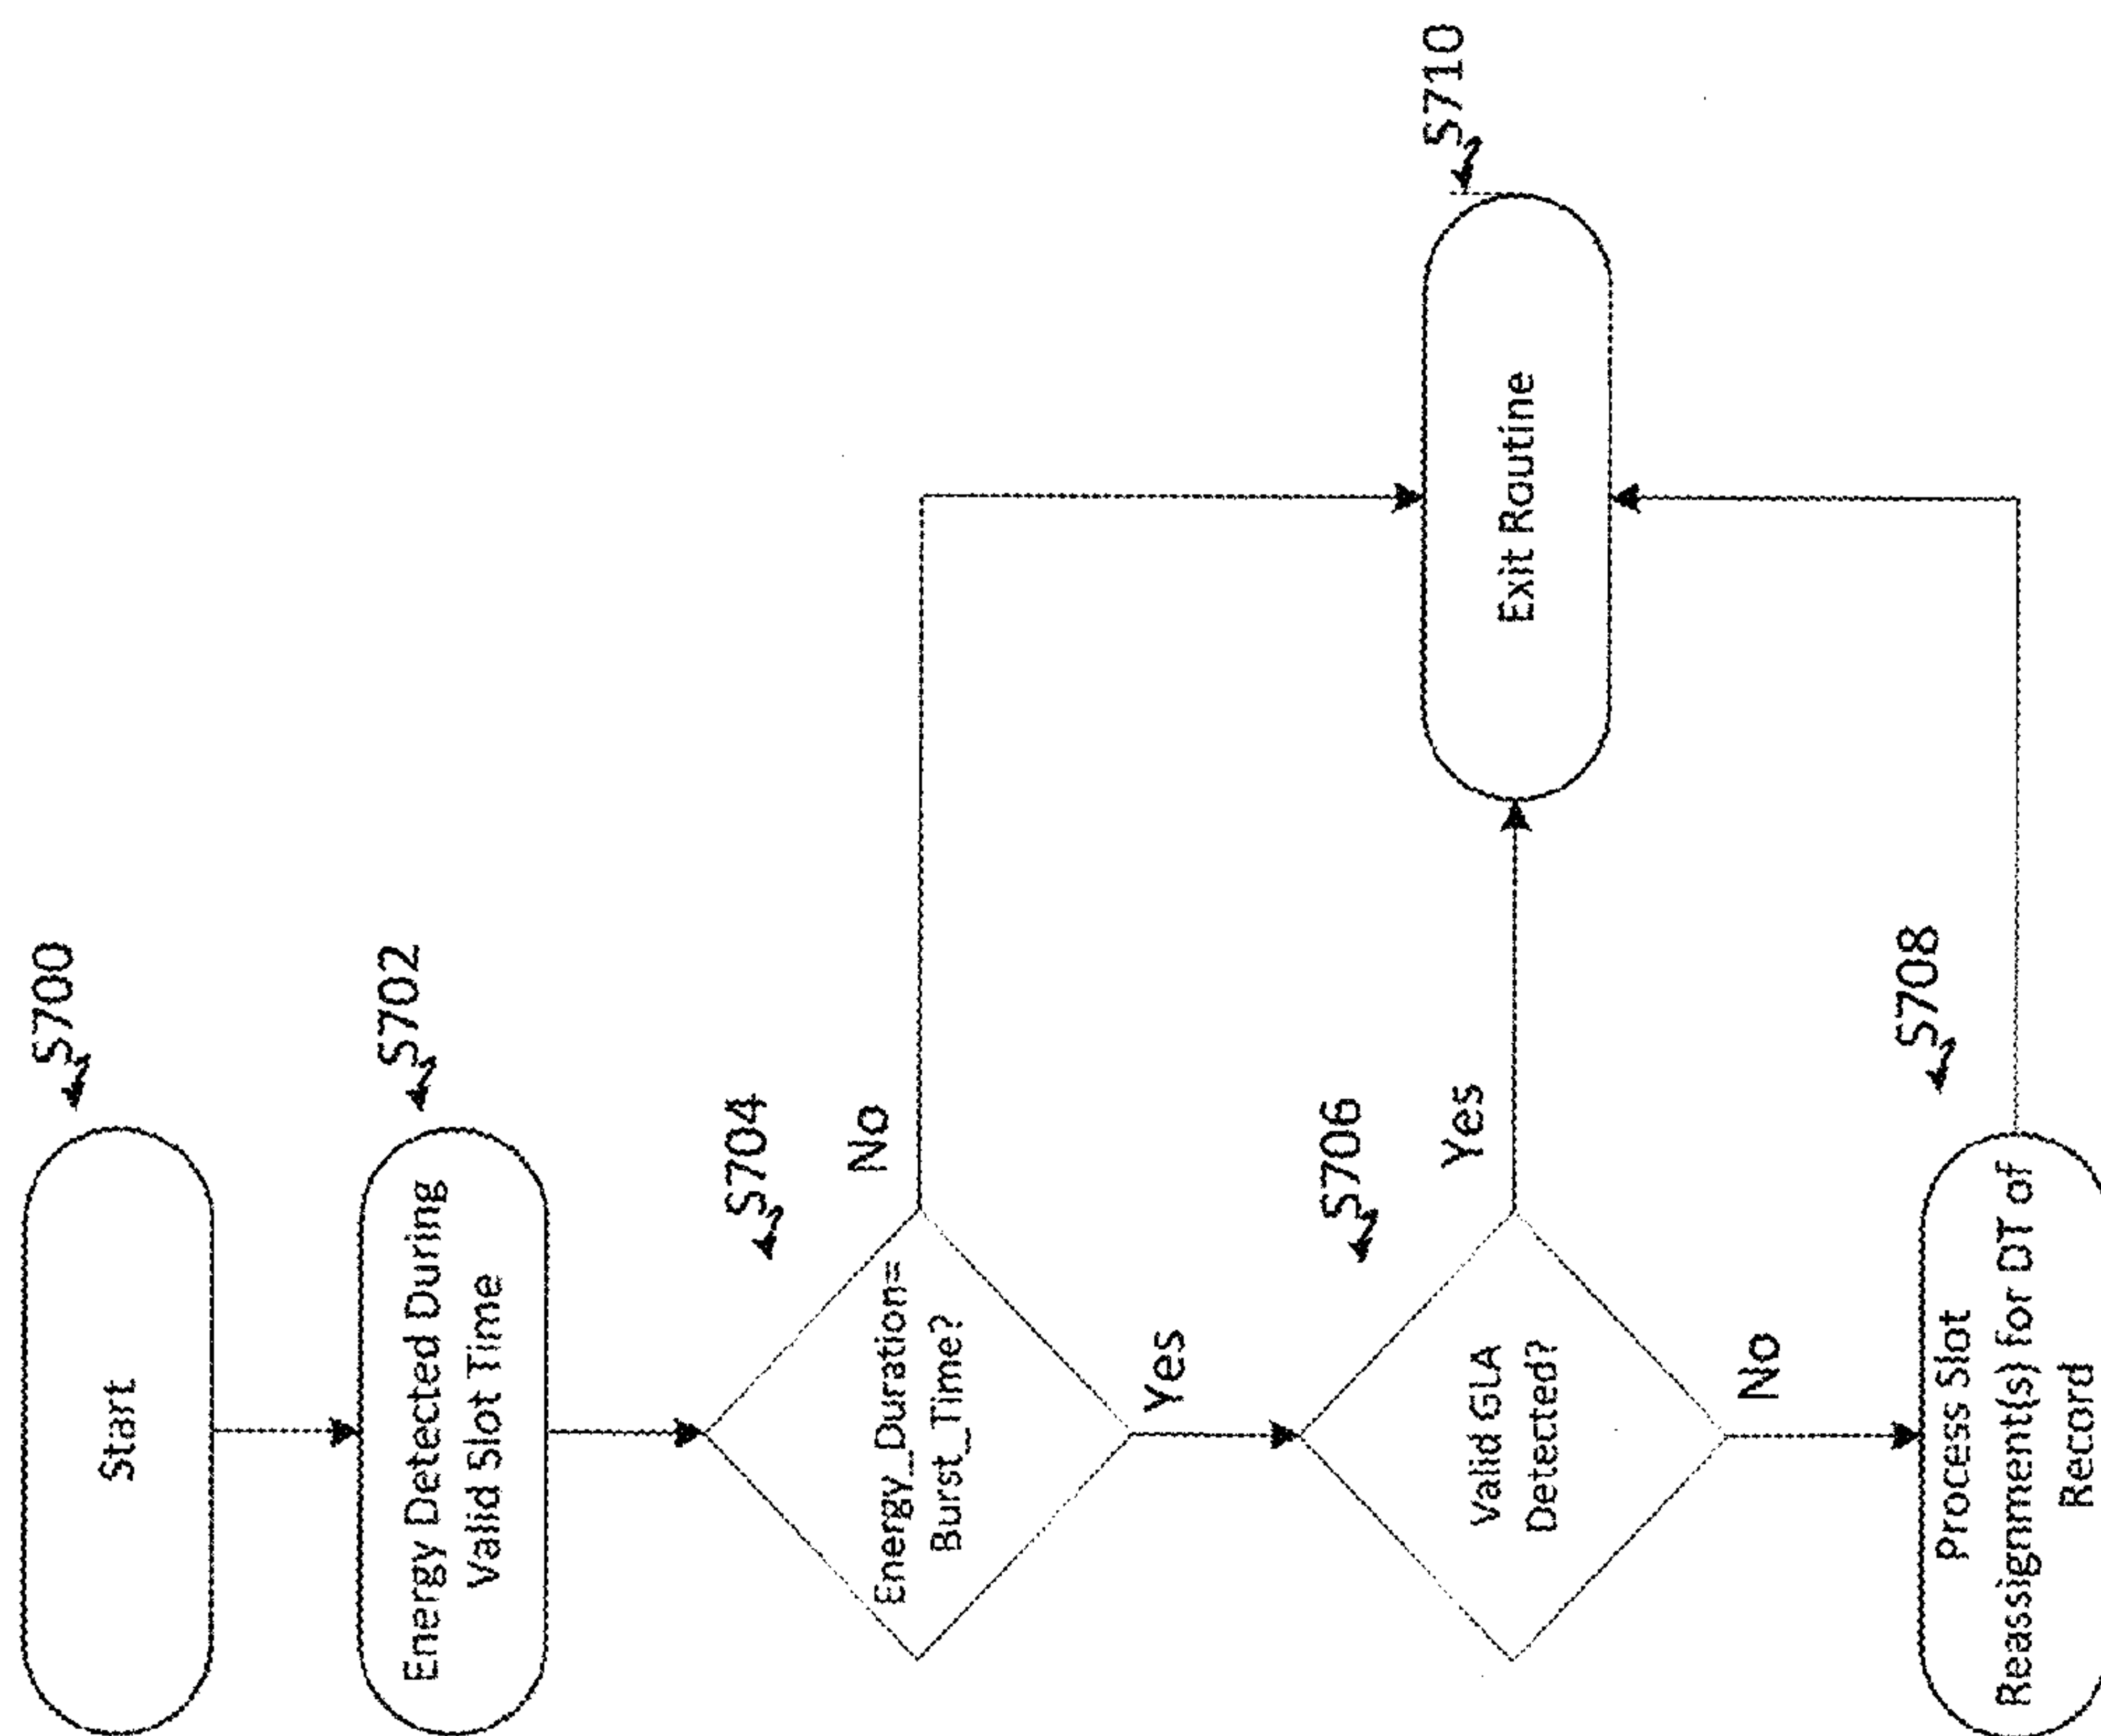 S700
Start
S702
Energy Detected During
Valid Slot Time
S704
Energy_Duration=
Burst_Time?
No
Yes
S706
Valid GLA
Detected?
Yes
No
S708
Process Slot
Reassignment(s) for DT of
Record
S710
Exit Routine